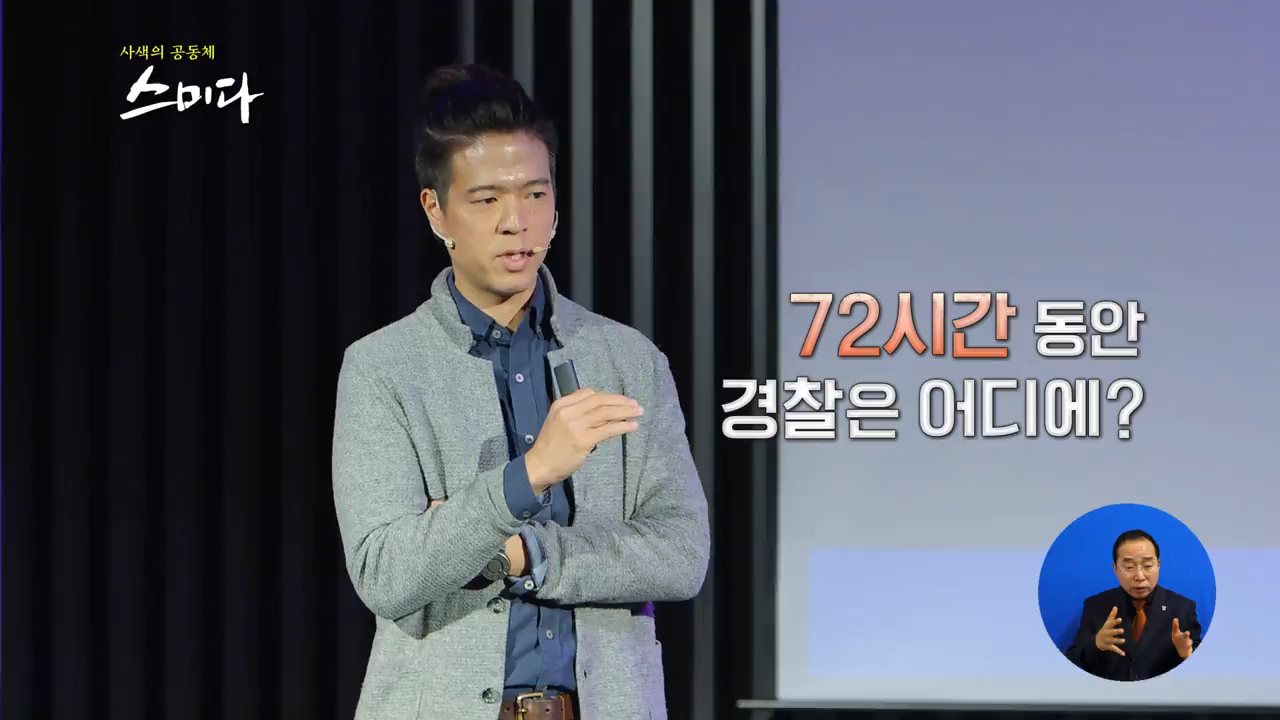 사색의 공동체
스미다
72시간 동안
경찰은 어디에?